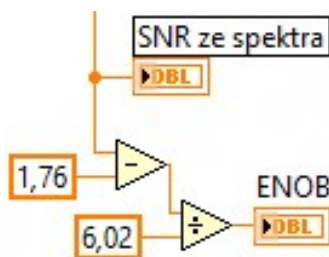 SNR ze spektra
DBL
1,76
-
ENOB
6,02
÷
DBL